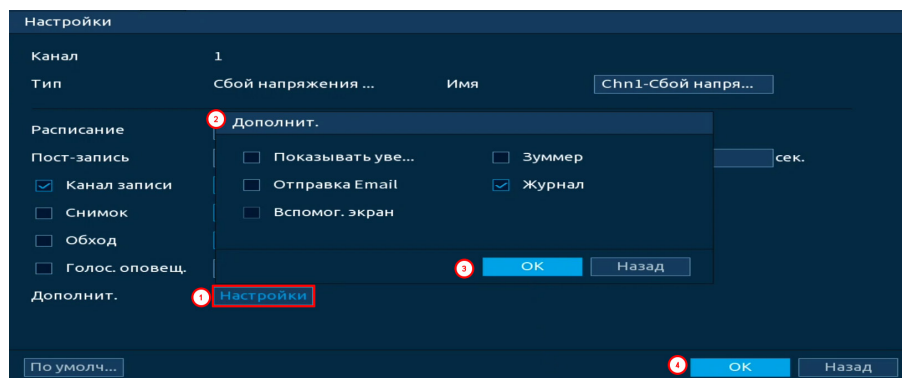 Настройки
Канал 1
Тип Сбой напряжения ... Имя Chn1-Сбой напря...
Расписание
2 Дополнит.
Пост-запись сек.
Показывать уве... Зуммер
Канал записи
Отправка Email Журнал
Снимок
Вспомог. экран
Обход
Голос. оповещ.
3 OK Назад
Дополнит. 1 Настройки
По умолч... 4 OK Назад